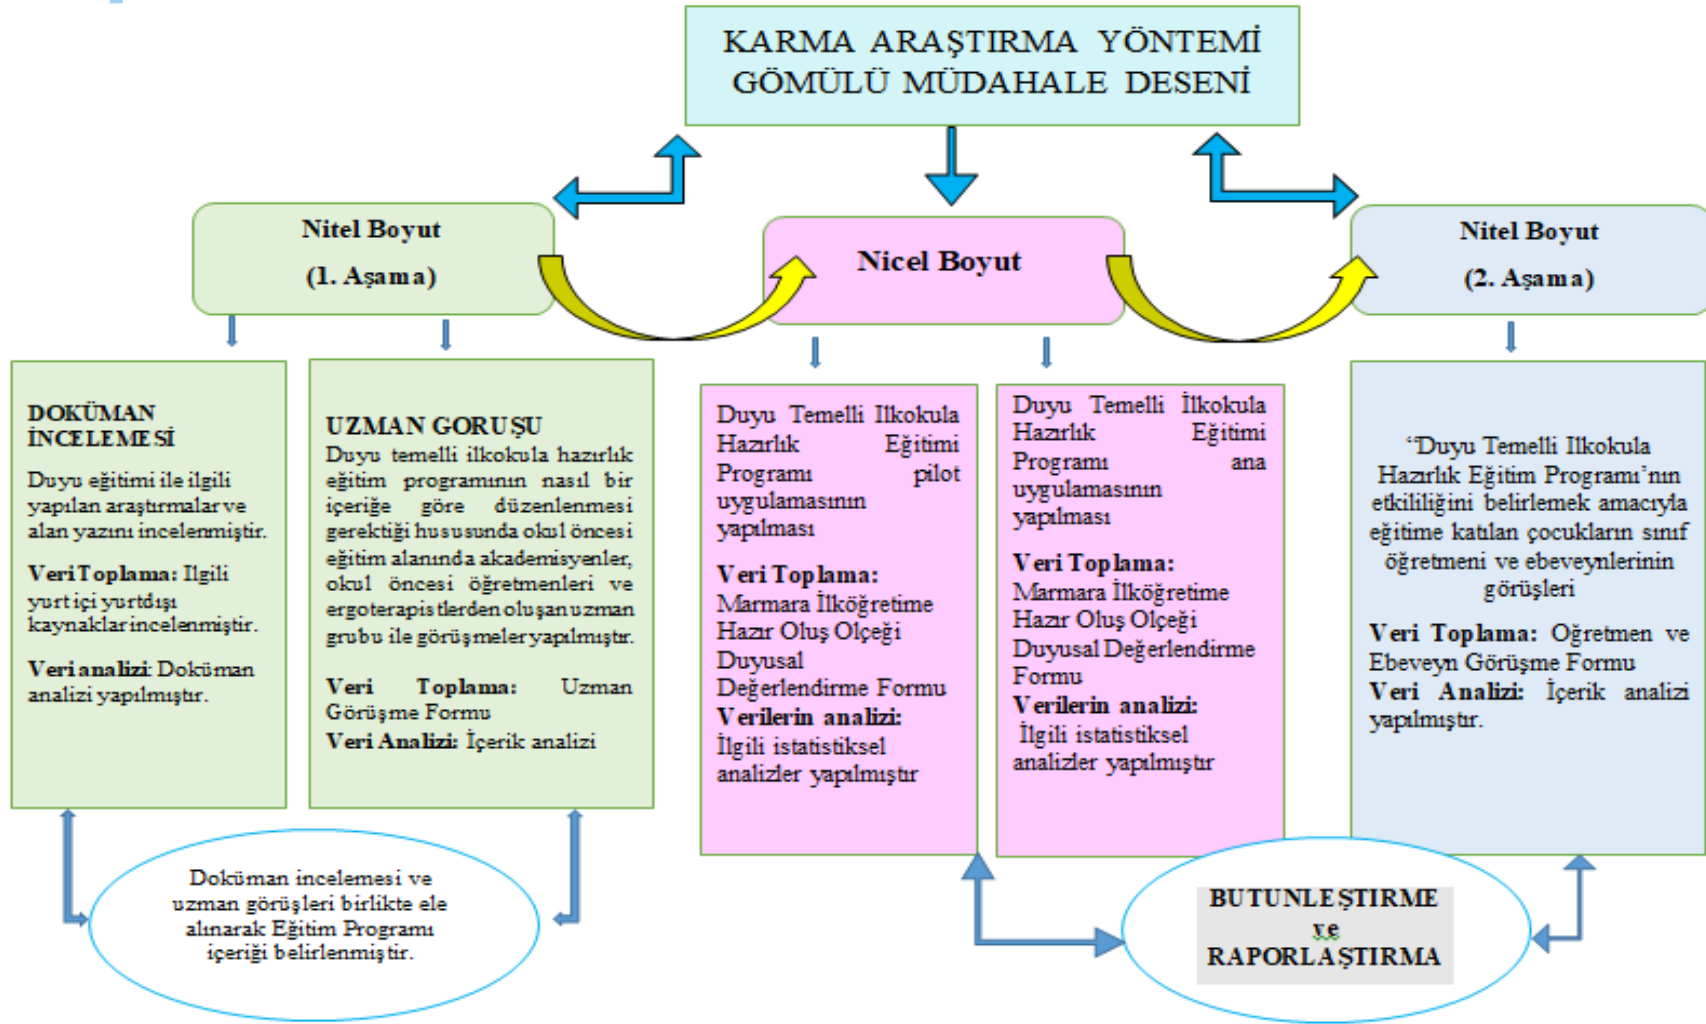 KARMA ARAŞTIRMA YÖNTEMİ
GÖMÜLÜ MÜDAHALE DESENİ
Nitel Boyut
(1. Aşama)
Nicel Boyut
Nitel Boyut
(2. Aşama)
DOKÜMAN
İNCELEMESİ
Duyu eğitimi ile ilgili
yapılan araştırmalar ve
alan yazını incelenmiştir.
Veri Toplama: Ilgili
yurt içi yurtdışı
kaynaklar incelenmiştir.
Veri analizi: Doküman
analizi yapılmıştır.
UZMAN GORUŞU
Duyu temelli ilkokula hazırlık
eğitim programının nasıl bir
içeriğe göre düzenlenmesi
gerektiği hususunda okul öncesi
eğitim alanında akademisyenler,
okul öncesi öğretmenleri ve
ergoterapistlerden oluşan uzman
grubu ile görüşmeler yapılmıştır.
Veri Toplama: Uzman
Görüşme Formu
Veri Analizi: İçerik analizi
Duyu Temelli Ilkokula
Hazırlık Eğitimi
Programı pilot
uygulamasının
yapılması
Veri Toplama:
Marmara İlköğretime
Hazır Oluş Olçeği
Duyusal
Değerlendirme Formu
Verilerin analizi:
İlgili istatistiksel
analizler yapılmıştır
Duyu Temelli İlkokula
Hazırlık Eğitimi
Programı ana
uygulamasının
yapılması
Veri Toplama:
Marmara İlköğretime
Hazır Oluş Olçeği
Duyusal Değerlendirme
Formu
Verilerin analizi:
İlgili istatistiksel
analizler yapılmıştır
“Duyu Temelli Ilkokula
Hazırlık Eğitim Programı’nın
etkililiğini belirlemek amacıyla
eğitime katılan çocukların sınıf
öğretmeni ve ebeveynlerinin
görüşleri
Veri Toplama: Oğretmen ve
Ebeveyn Görüşme Formu
Veri Analizi: İçerik analizi
yapılmıştır.
Doküman incelemesi ve
uzman görüşleri birlikte ele
alınarak Eğitim Programı
içeriği belirlenmiştir.
BUTUNLEŞTIRME
ve
RAPORLAŞTIRMA